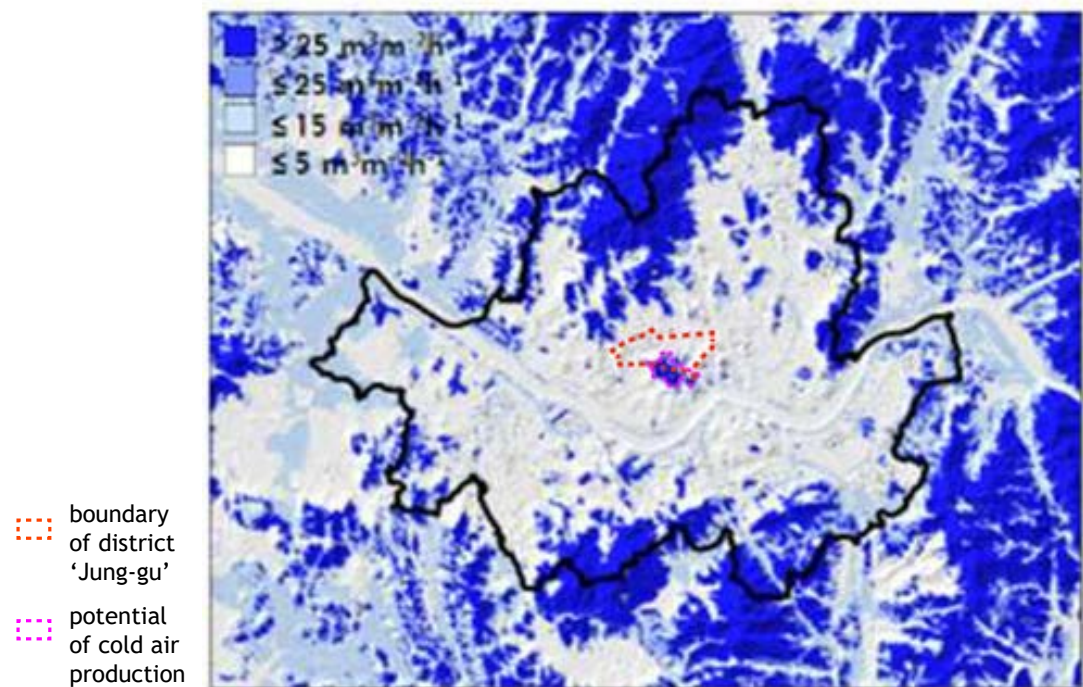 > 25 m³m⁻²h⁻¹
≤ 25 m³m⁻²h⁻¹
≤ 15 m³m⁻²h⁻¹
≤ 5 m³m⁻²h⁻¹
boundary
of district
‘Jung-gu’
potential
of cold air
production